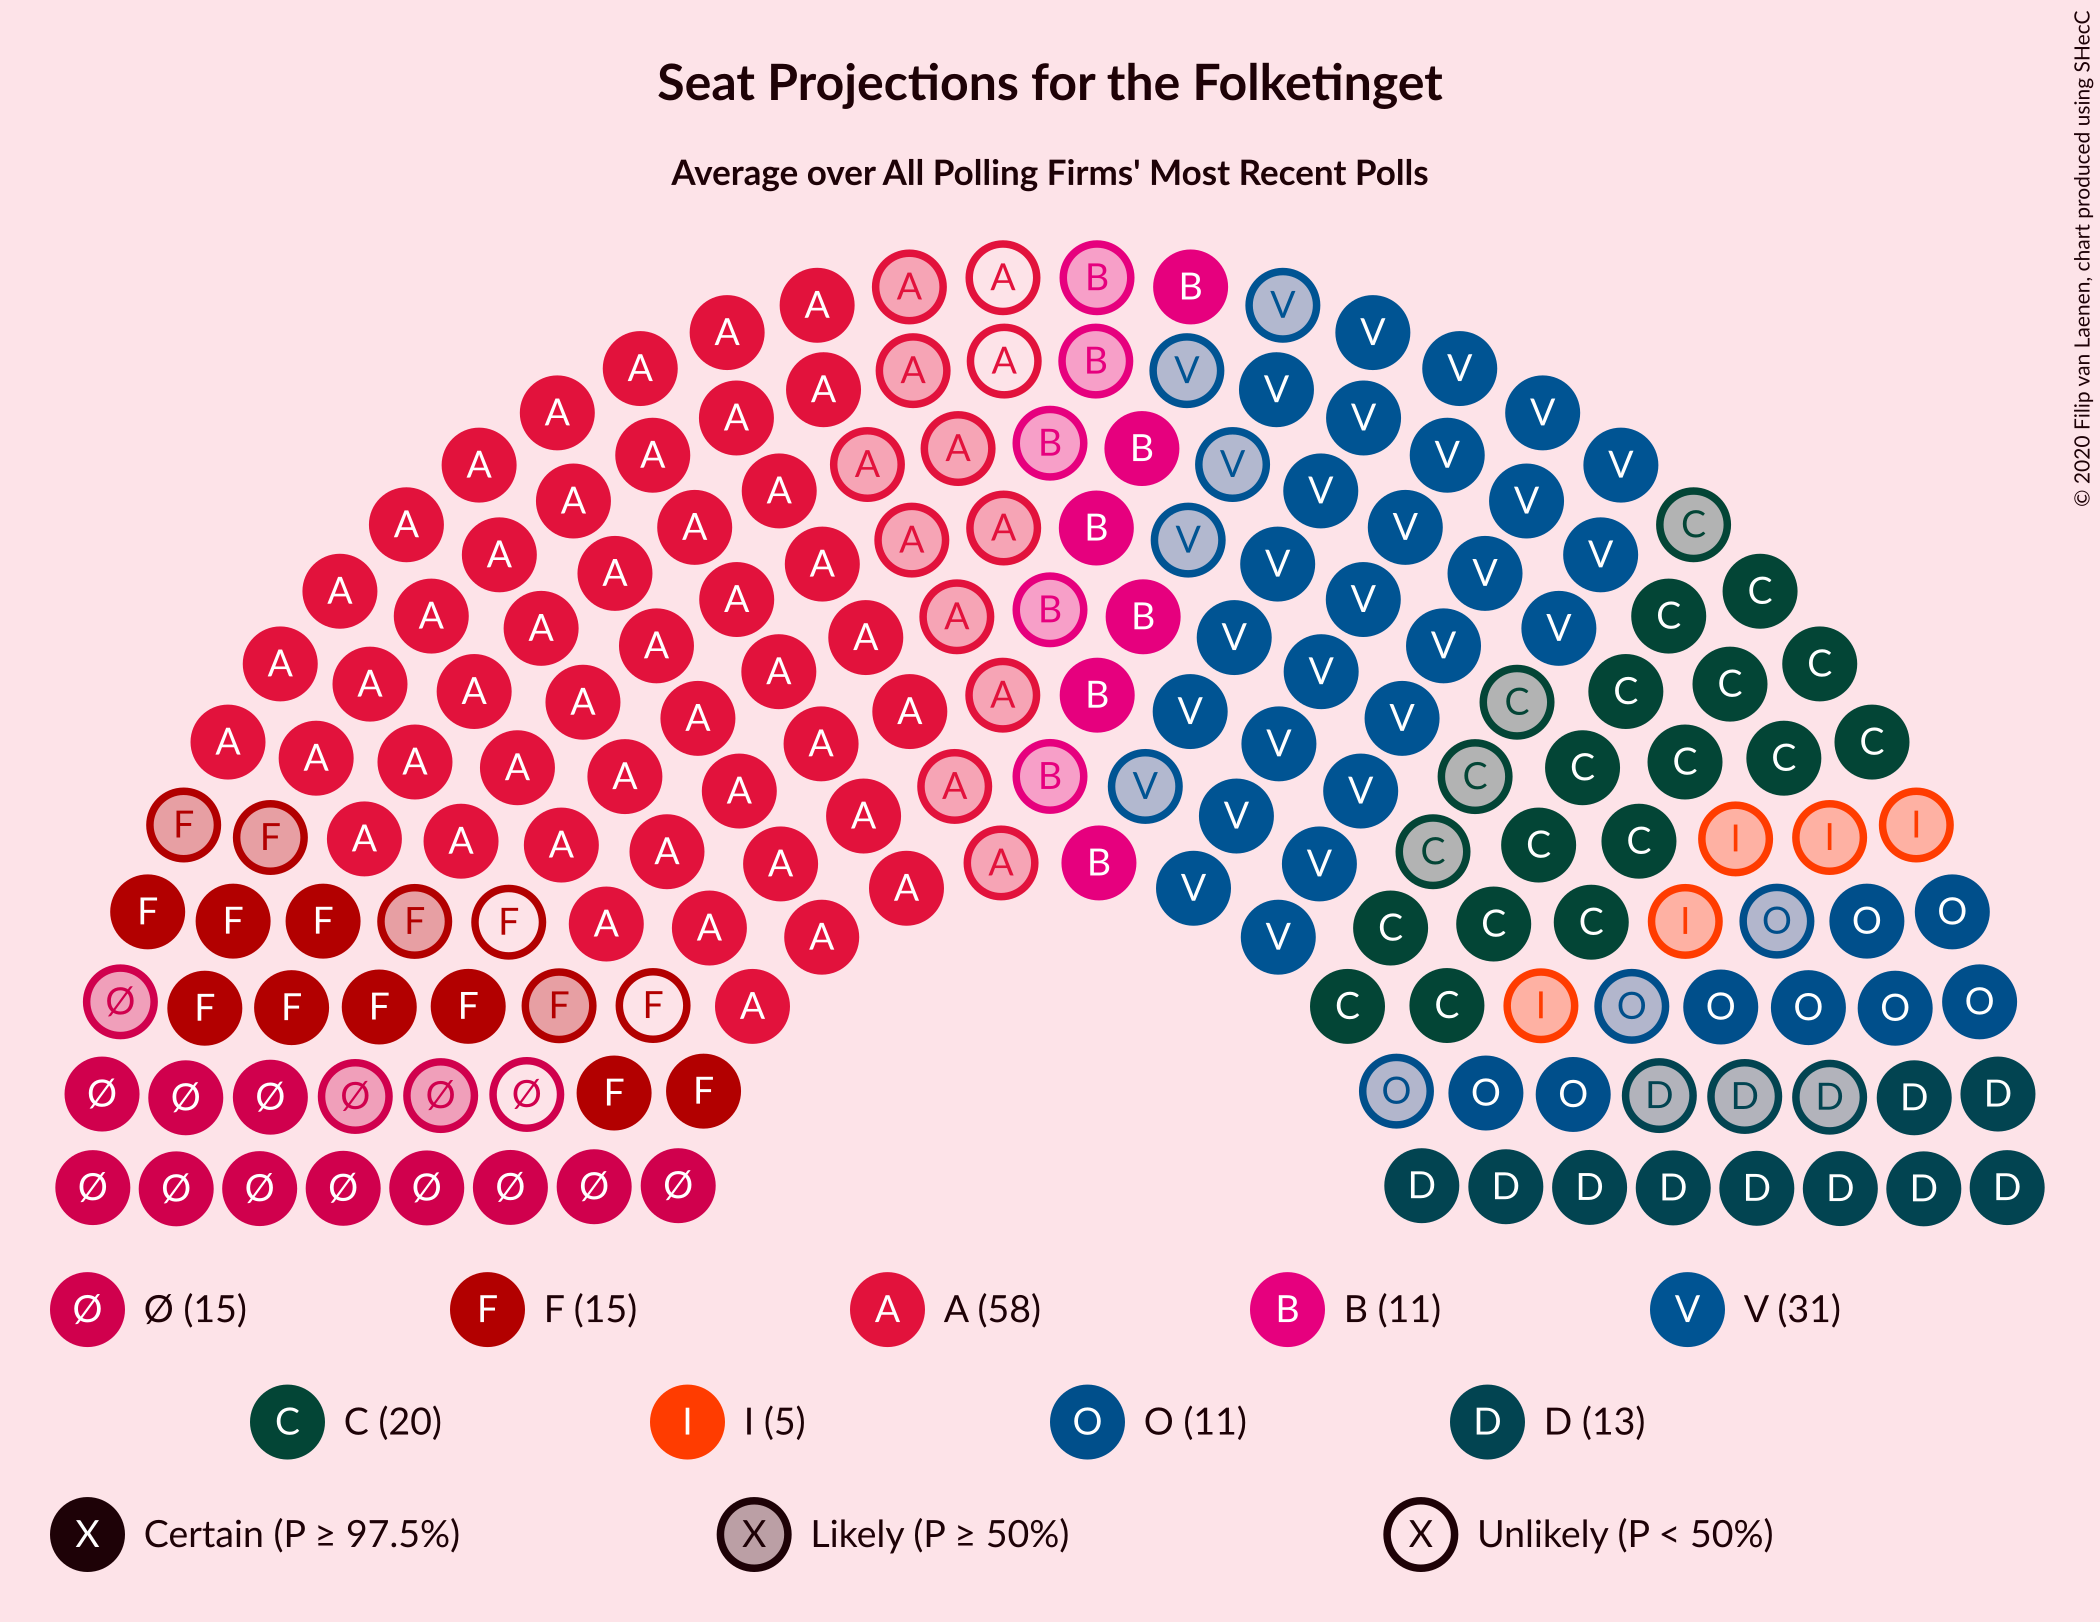 Seat Projections for the Folketinget
Average over All Polling Firms' Most Recent Polls
© 2020 Filip van Laenen, chart produced using SHecC
A A B B
A V
A V
A A A B V V
A V
A A V V
A A B B V
A A V V
A A V V
A A A B V C
A A V V
A A V V
A A V C
A A B B C
A A V V
A V
A A V C
A A A B C C
A A A V V C
A A V C
A A A C C C
A A A B V V C
F A V I
F A A A A C C C I I
A A B V
A V
F F F F F A A A V C C C I O O O
Ø F F F F F F A C C I O O O O O
Ø Ø Ø Ø Ø Ø F F O O O D D D D D
Ø Ø Ø Ø Ø Ø Ø Ø D D D D D D D D
Ø Ø (15) F F (15) A A (58) B B (11) V V (31)
C C (20) I I (5) O O (11) D D (13)
X Certain (P ≥ 97.5%) X Likely (P ≥ 50%) X Unlikely (P < 50%)